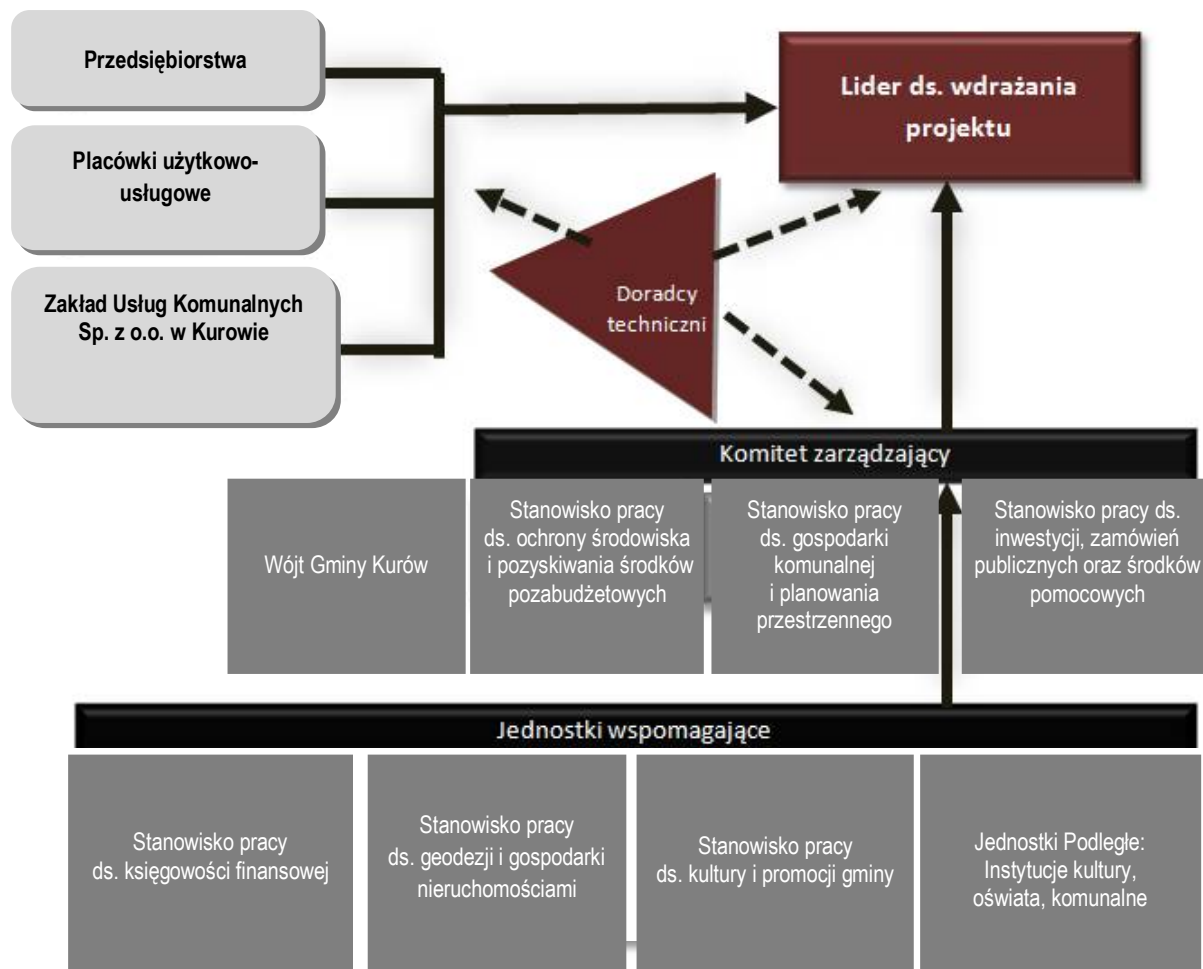 Przedsiębiorstwa
Lider ds. wdrażania
projektu
Placówki użytkowo-
usługowe
Zakład Usług Komunalnych
Sp. z o.o. w Kurowie
Doradcy
techniczni
Komitet zarządzający
Wójt Gminy Kurów
Stanowisko pracy
ds. ochrony środowiska
i pozyskiwania środków
pozabudżetowych
Stanowisko pracy
ds. gospodarki
komunalnej
i planowania
przestrzennego
Stanowisko pracy ds.
inwestycji, zamówień
publicznych oraz środków
pomocowych
Jednostki wspomagające
Stanowisko pracy
ds. księgowości finansowej
Stanowisko pracy
ds. geodezji i gospodarki
nieruchomościami
Stanowisko pracy
ds. kultury i promocji gminy
Jednostki Podległe:
Instytucje kultury,
oświata, komunalne